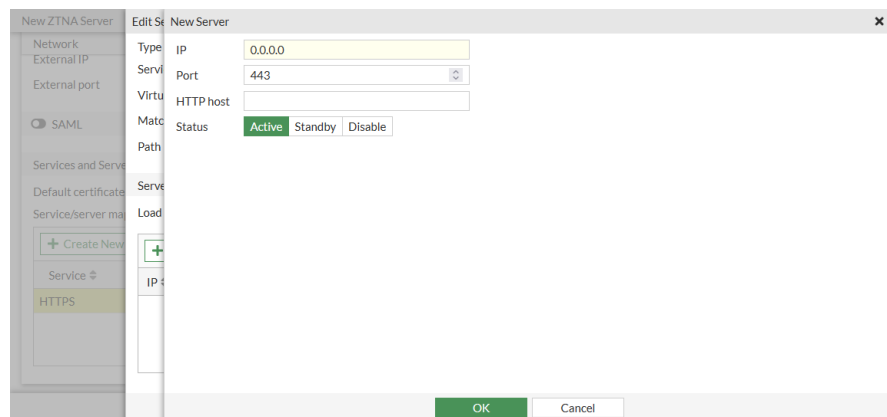 New ZTNA Server
Network
External IP
External port
SAML
Services and Serve
Default certificate
Service/server ma
Create New
Service
HTTPS
Edit Se
Type
Servi
Virtu
Matc
Path
Serve
Load
IP
New Server
IP 0.0.0.0
Port 443
HTTP host
Status Active Standby Disable
OK Cancel